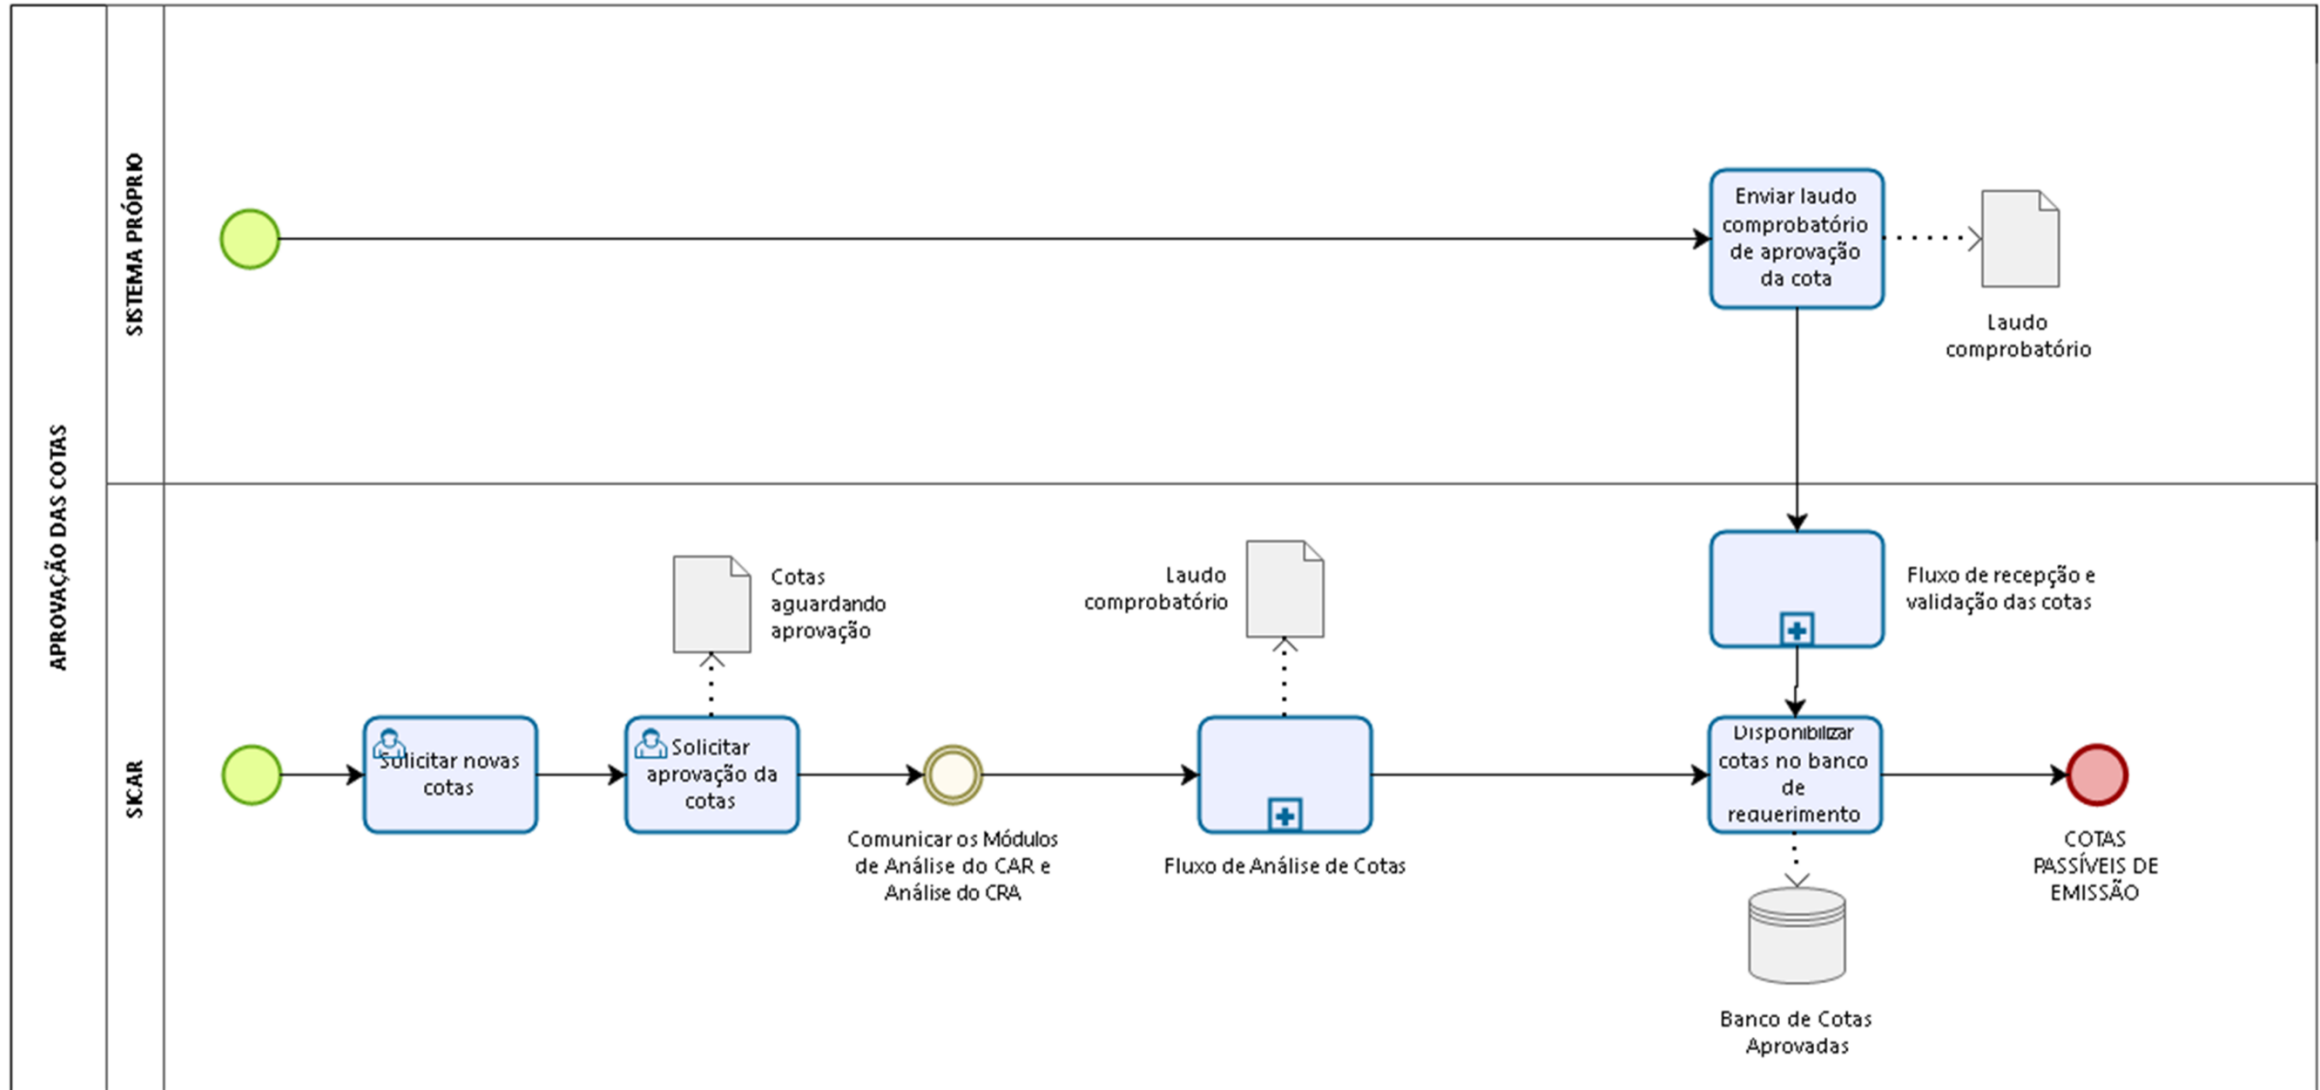 APROVAÇÃO DAS COTAS
SISTEMA PRÓPRIO
Enviar laudo
comprobatório
de aprovação
da cota
Laudo
comprobatório
SICAR
Solicitar novas
cotas
Solicitar
aprovação da
cotas
Cotas
aguardando
aprovação
Comunicar os Módulos
de Análise do CAR e
Análise do CRA
Laudo
comprobatório
Fluxo de Análise de Cotas
Fluxo de recepção e
validação das cotas
Disponibilizar
cotas no banco
de
requerimento
Banco de Cotas
Aprovadas
COTAS
PASSÍVEIS DE
EMISSÃO